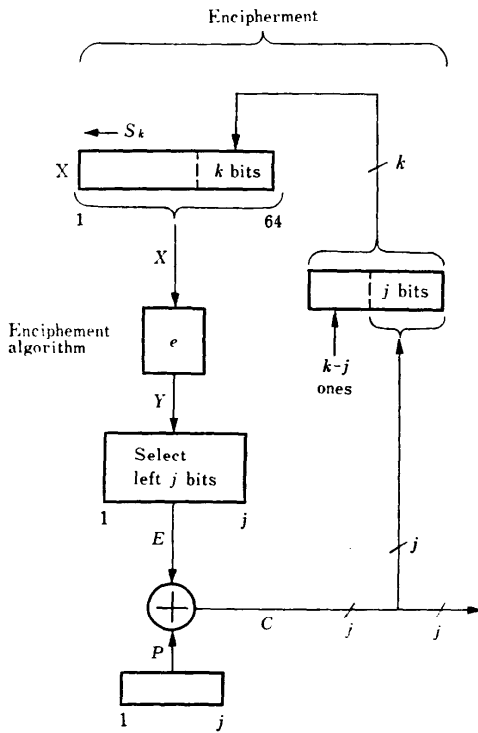 Encipherment
S_k
X
k bits
k
1 64
X
j bits
Enciphement
algorithm
e
k-j
ones
Y
Select
left j bits
1 j
E
j
C
j j
P
1 j